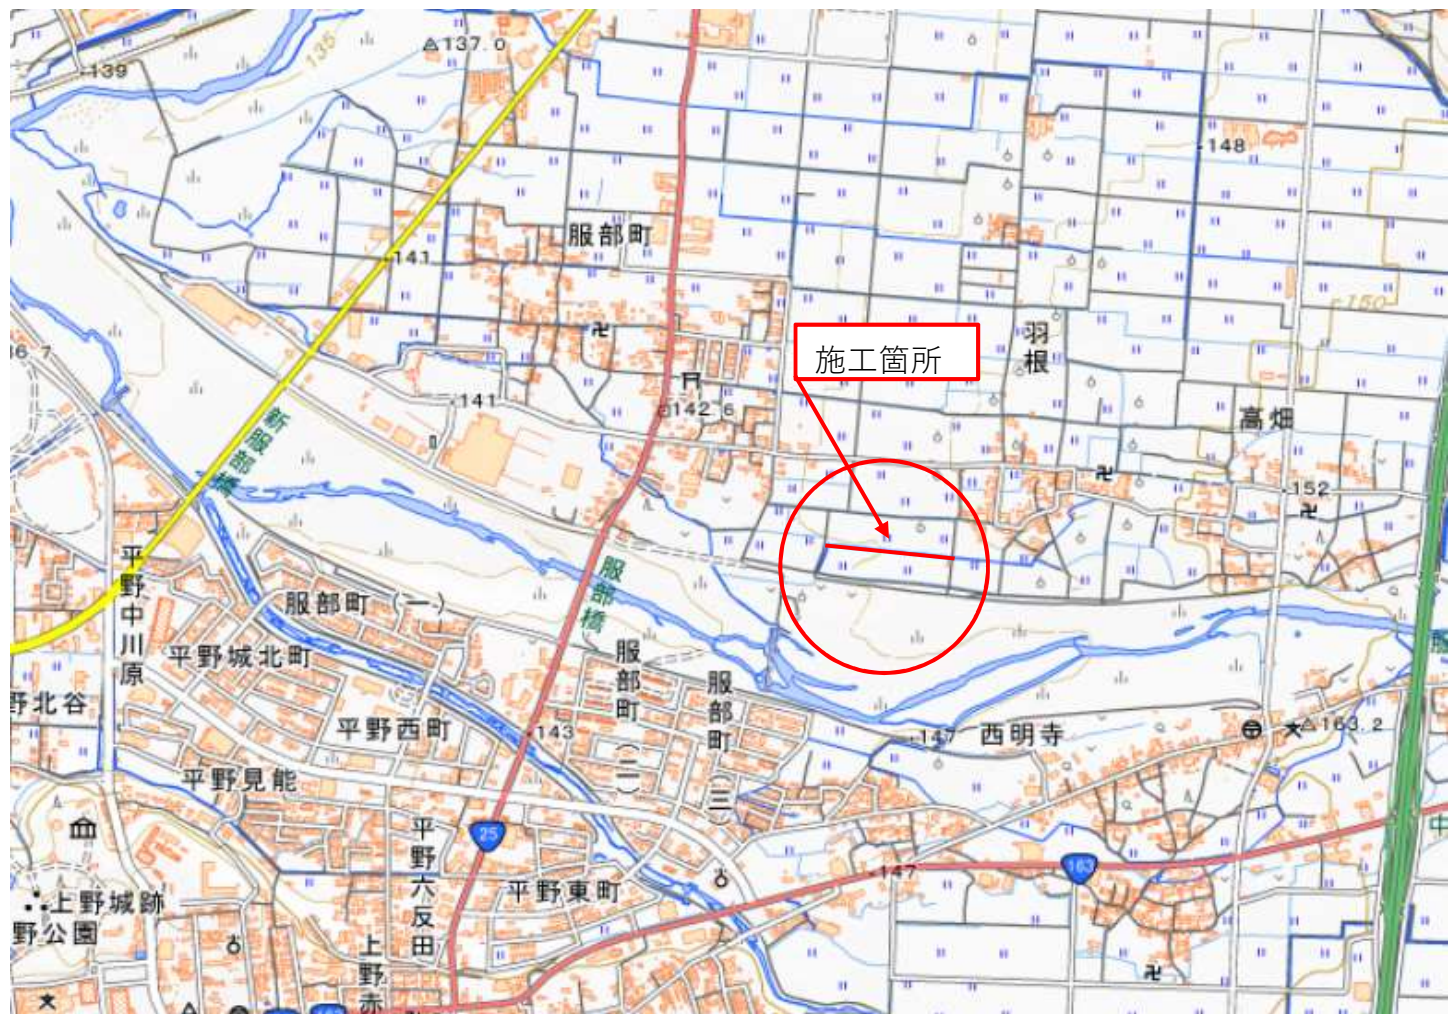 137.0
135
139
148
服部町
141
150
羽根
施工箇所
142.6
141
高畑
新服部橋
152
平野中川原
服部町(一)
服部橋
平野城北町
服部町(二)
服部町(三)
野北谷
平野西町
143
147
西明寺
163.2
平野見能
25
平野六反田
163
147
中
平野東町
上野城跡
野公園
上野赤